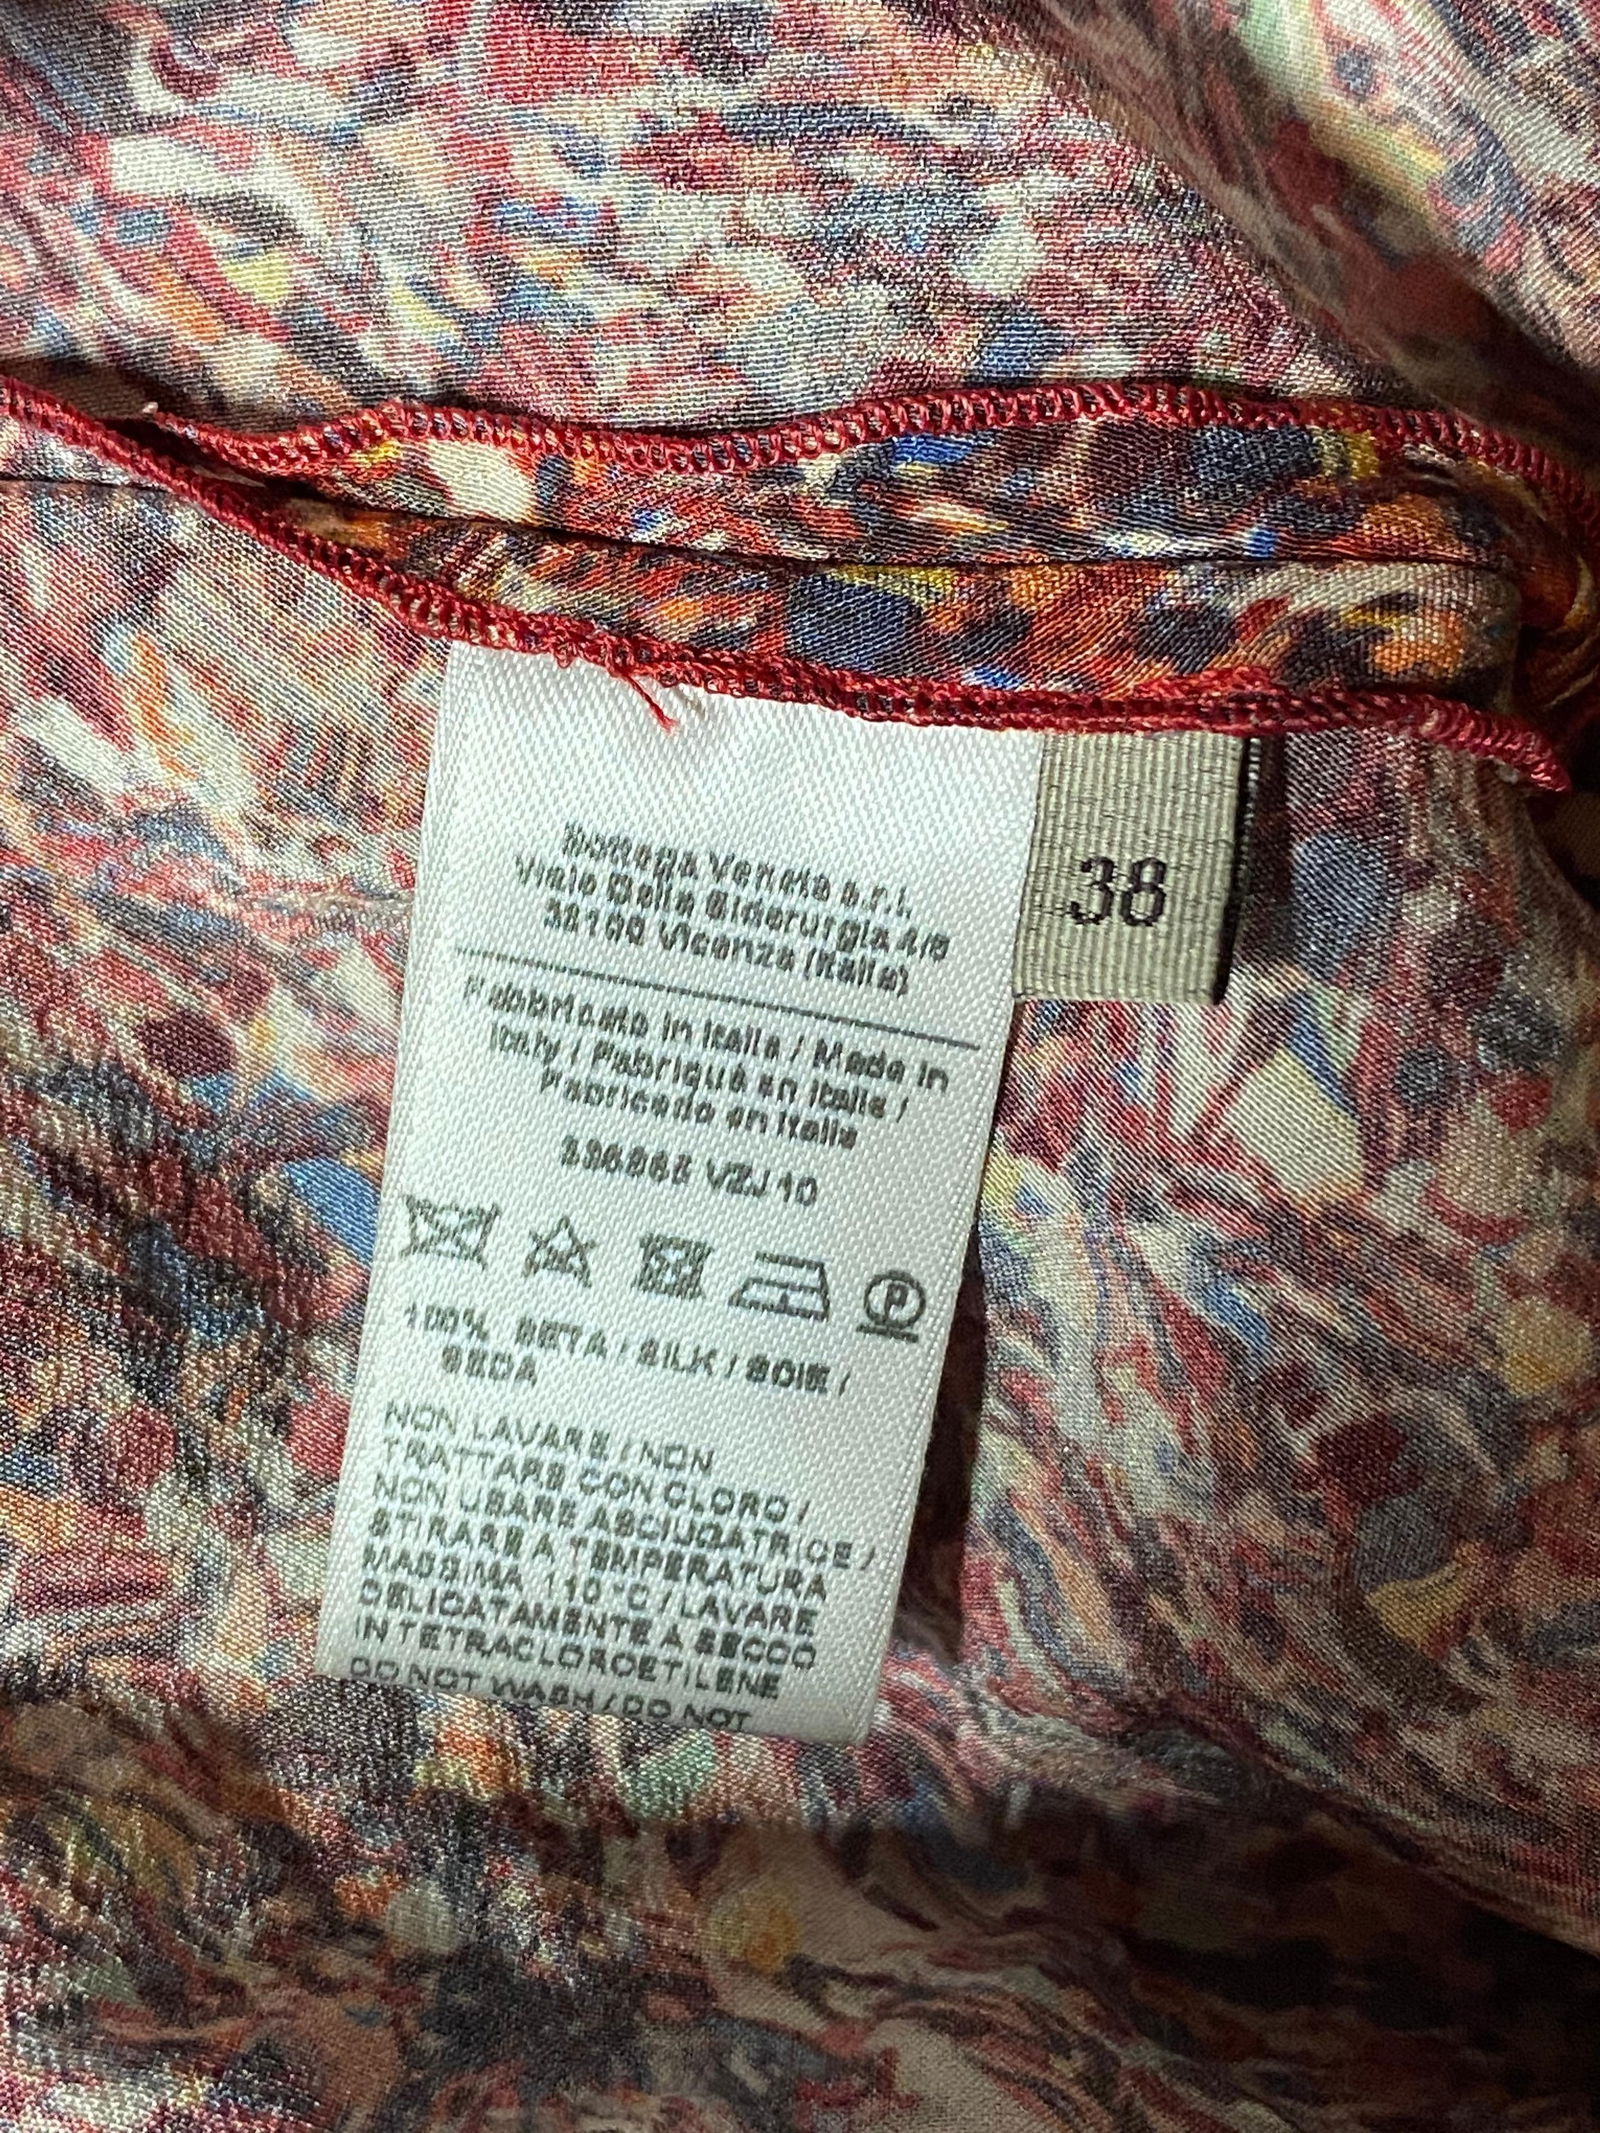 Bottega Veneta s.r.l.
Viale Della Siderurgia
36100 Vicenza (Italia)
Fabbricato in Italia / Made in
Italy / Fabriqué en Italie /
Fabricado en Italia
VZJ 10
38
P
100% SETA / SILK / SOIE /
SEDA
NON LAVARE / NON
TRATTARE CON CLORO /
NON USARE ASCIUGATRICE /
STIRARE A TEMPERATURA
MASSIMA 110 °C / LAVARE
DELICATAMENTE A SECCO
IN TETRACLOROETILENE
DO NOT WASH / DO NOT